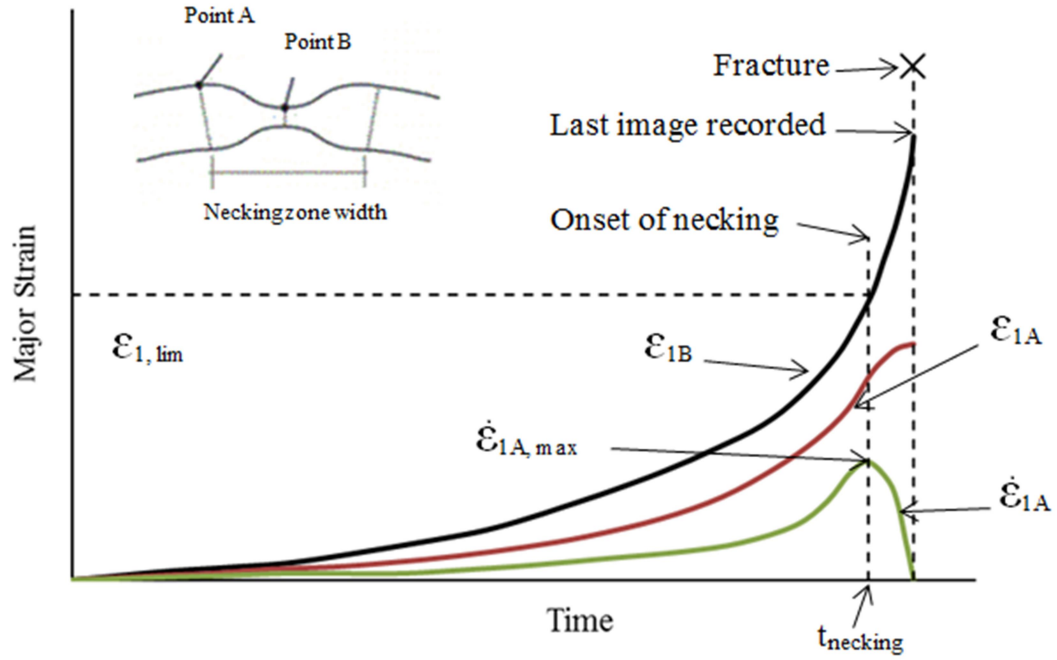 Point A
Point B
Necking zone width
Fracture
Last image recorded
Onset of necking
Major Strain
ε1, lim
ε1B
ε1A
ε̇1A, max
ε̇1A
Time
tnecking